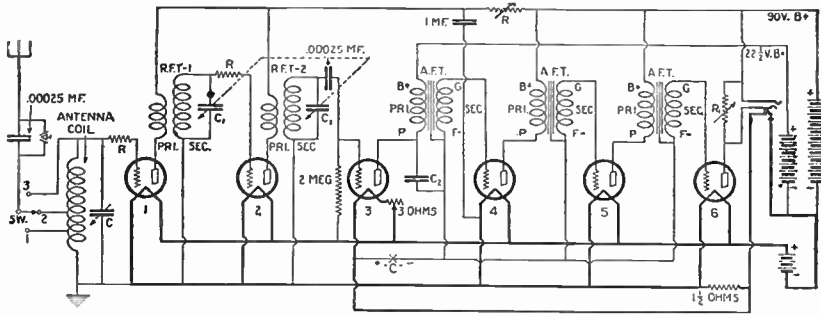 1 MF.
R
90V. B+
.00025 MF.
R.F.T.-1
R
R.F.T.-2
22½ V. B+
A.F.T.
A.F.T.
A.F.T.
.00025 MF.
ANTENNA
COIL
R
C₁
C₁
B+
G
B+
G
B+
G
R
PRI.
SEC
PRI.
SEC.
PRI.
SEC
P
F-
P
F-
P
F-
PRI.
SEC.
PRI.
SEC
2 MEG
C₂
3
SW.
2
1
C
1
2
3
3 OHMS
4
5
6
+
-
+
-C-
+
-
1½ OHMS